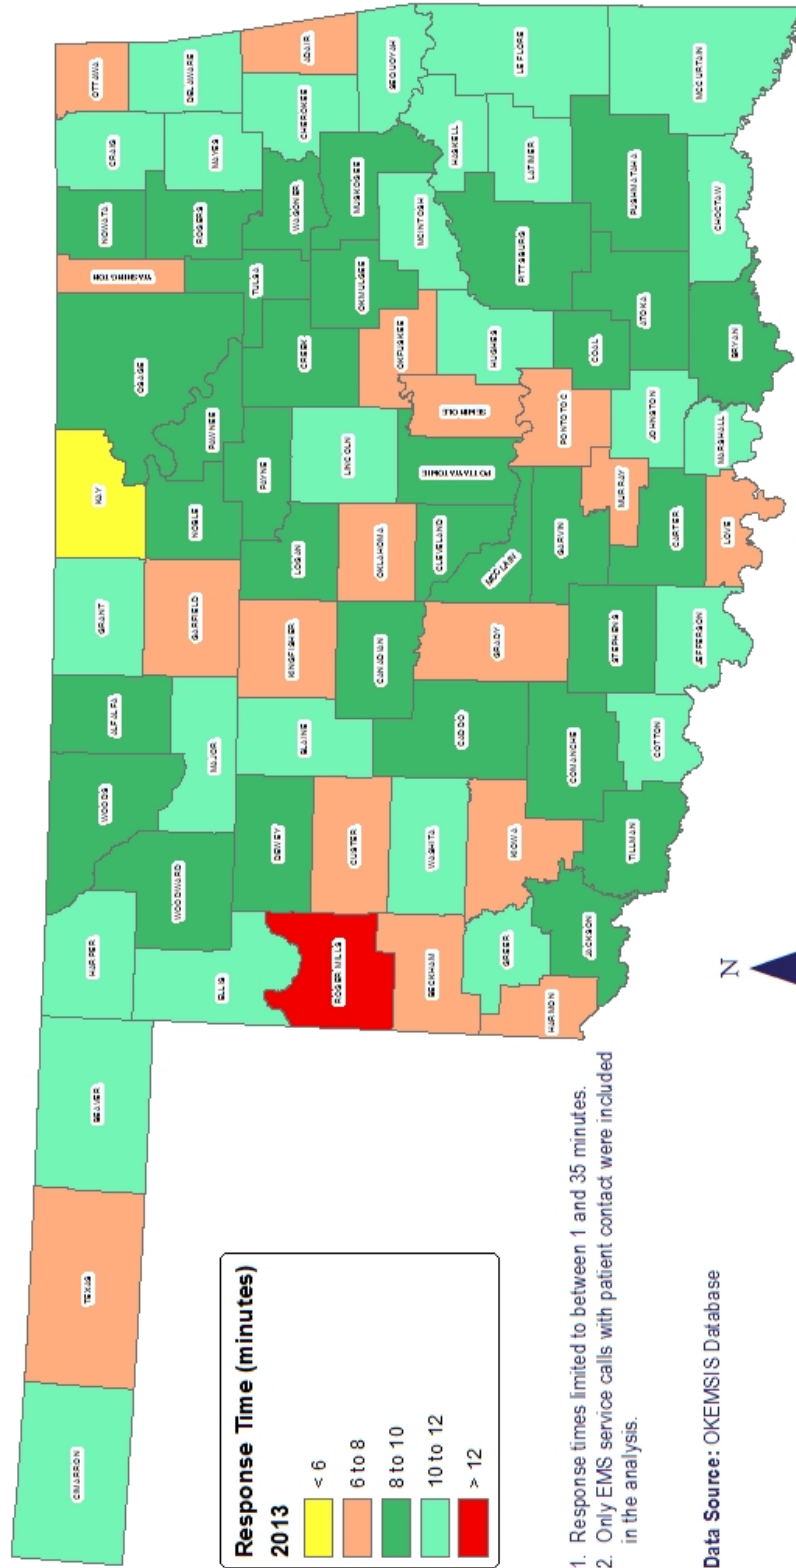 CIMARRON
TEXAS
BEAVER
HARPER
WOODS
ALFALFA
GRANT
KAY
OSAGE
WASHINGTON
NOWATA
CRAIG
OTTAWA
ELLIS
WOODWARD
MAJOR
GARFIELD
NOBLE
PAWNEE
ROGERS
MAYES
DELAWARE
DEWEY
BLAINE
KINGFISHER
LOGAN
PAYNE
CREEK
TULSA
WAGONER
CHEROKEE
ADAIR
ROGER MILLS
CUSTER
CANADIAN
OKLAHOMA
LINCOLN
OKFUSKEE
OKMULGEE
MUSKOGEE
SEQUOYAH
BECKHAM
WASHITA
CADDO
GRADY
CLEVELAND
MCCLAIN
POTTAWATOMIE
SEMINOLE
HUGHES
MCINTOSH
HASKELL
LE FLORE
GREER
KIOWA
COMANCHE
GARVIN
PONTOTOC
COAL
PITTSBURG
LATIMER
HARMON
JACKSON
TILLMAN
COTTON
STEPHENS
MURRAY
CARTER
JOHNSTON
ATOKA
PUSHMATAHA
MCCURTAIN
JEFFERSON
LOVE
MARSHALL
BRYAN
CHOCTAW
Response Time (minutes)
2013
< 6
6 to 8
8 to 10
10 to 12
> 12
1. Response times limited to between 1 and 35 minutes.
2. Only EMS service calls with patient contact were included
in the analysis.
Data Source: OKEMSIS Database
N